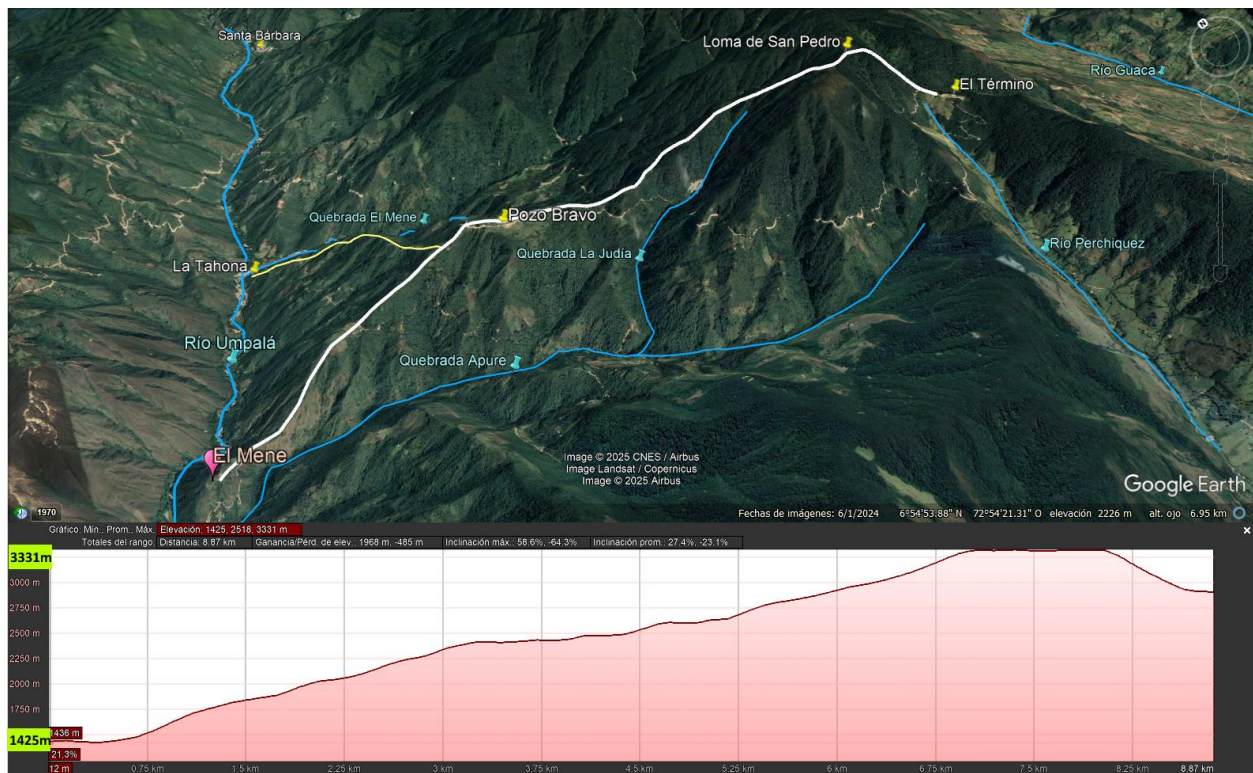 Santa Bárbara
Loma de San Pedro
Río Guaca
El Término
Quebrada El Mene
Pozo Bravo
Río Perchiquez
Quebrada La Judía
La Tahona
Río Umpalá
Quebrada Apure
El Mene
Image © 2025 CNES / Airbus
Image Landsat / Copernicus
Image © 2025 Airbus
Google Earth
1970
Fechas de imágenes: 6/1/2024 6°54'53.88" N 72°54'21.31" O elevación 2226 m alt. ojo 6.95 km
Gráfico: Mín., Prom., Máx. Elevación: 1425, 2518, 3331 m
Totales del rango: Distancia: 8.87 km Ganancia/Pérd. de elev.: 1968 m, -485 m Inclinación máx.: 58.6%, -64.3% Inclinación prom.: 27.4%, -23.1%
3331m
3000 m
2750 m
2500 m
2250 m
2000 m
1750 m
1436 m
1425m
21.3%
12 m 0.75 km 1.5 km 2.25 km 3 km 3.75 km 4.5 km 5.25 km 6 km 6.75 km 7.5 km 8.25 km 8.87 km